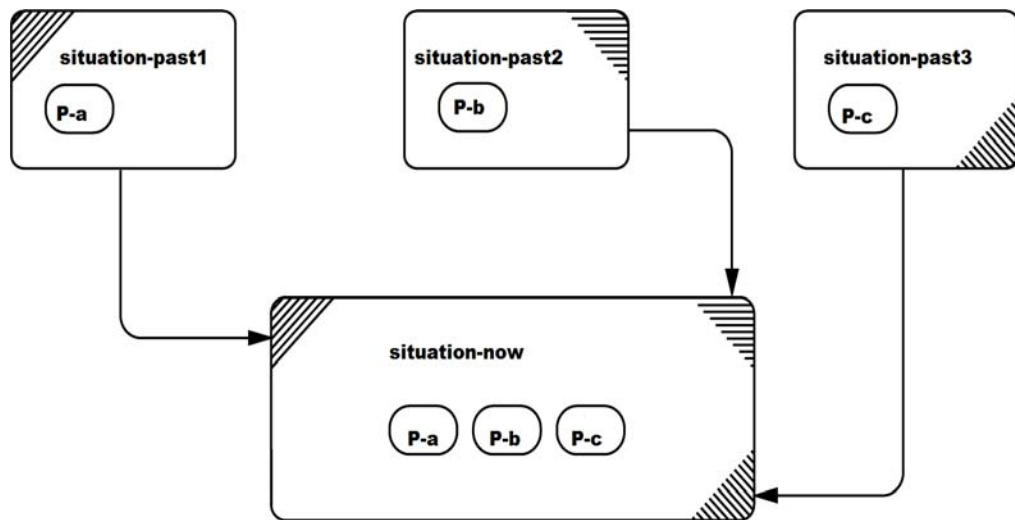 situation-past1
situation-past2
situation-past3
P-a
P-b
P-c
situation-now
P-a
P-b
P-c